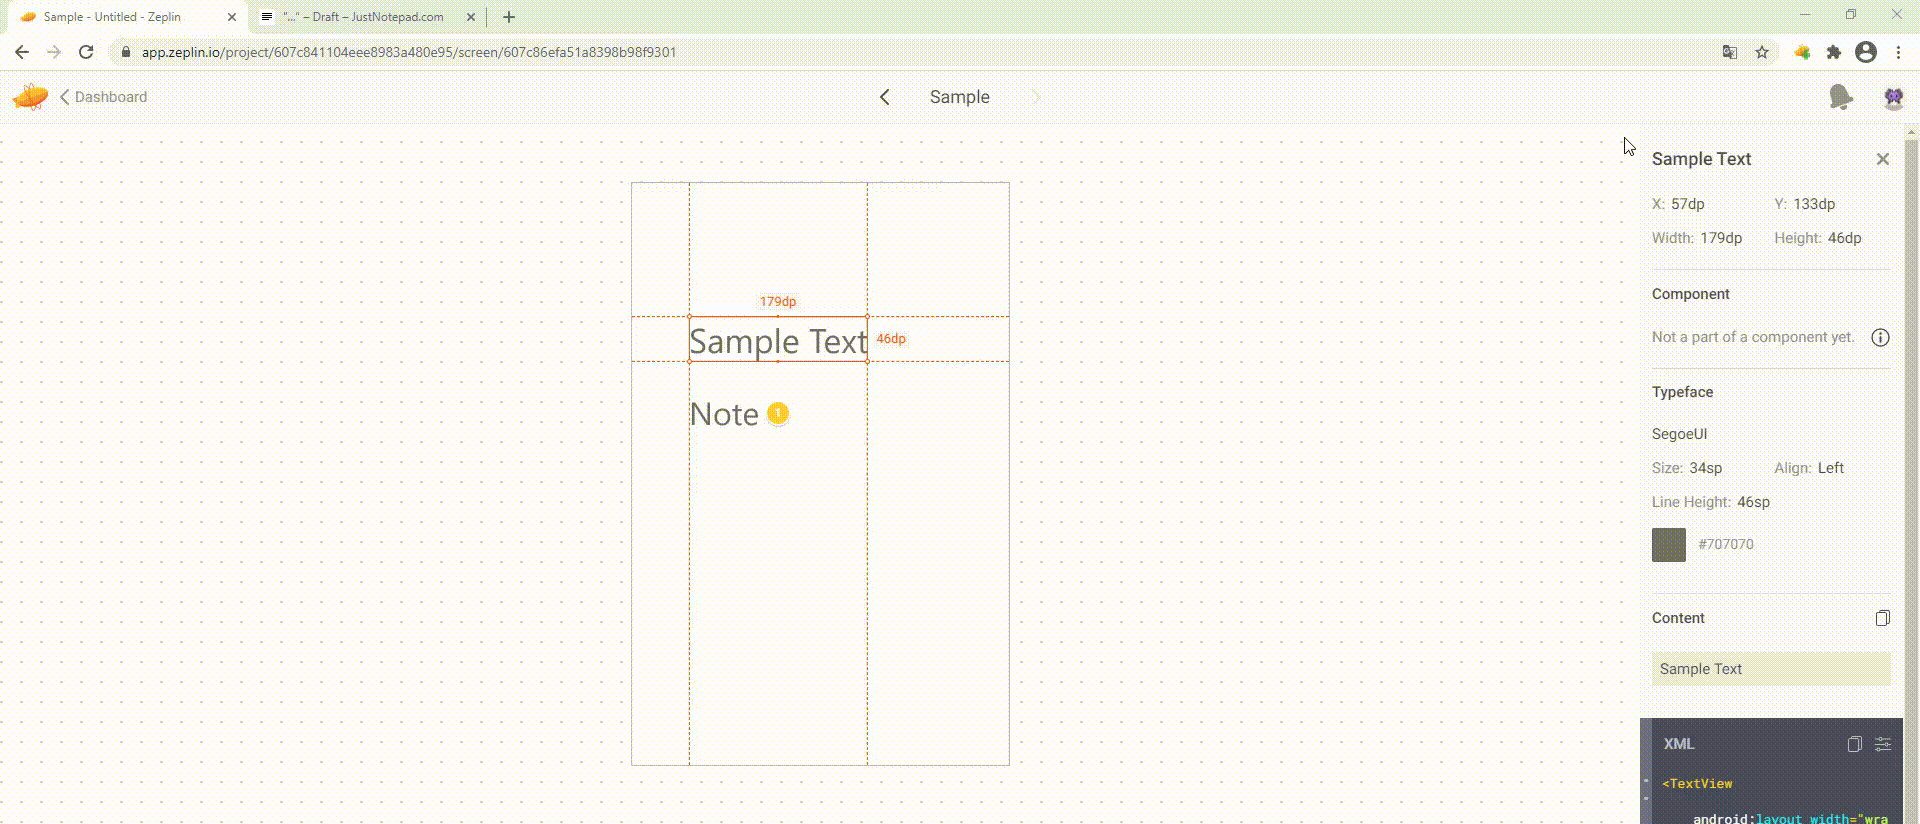 Sample - Untitled - Zeplin
"..." – Draft – JustNotepad.com
app.zeplin.io/project/607c841104eee8983a480e95/screen/607c86efa51a8398b98f9301
Dashboard
Sample
Sample Text
X: 57dp Y: 133dp
Width: 179dp Height: 46dp
Component
Not a part of a component yet.
Typeface
SegoeUI
Size: 34sp Align: Left
Line Height: 46sp
#707070
Content
Sample Text
XML
<TextView
android:layout_width="wra
179dp
Sample Text
46dp
Note 1